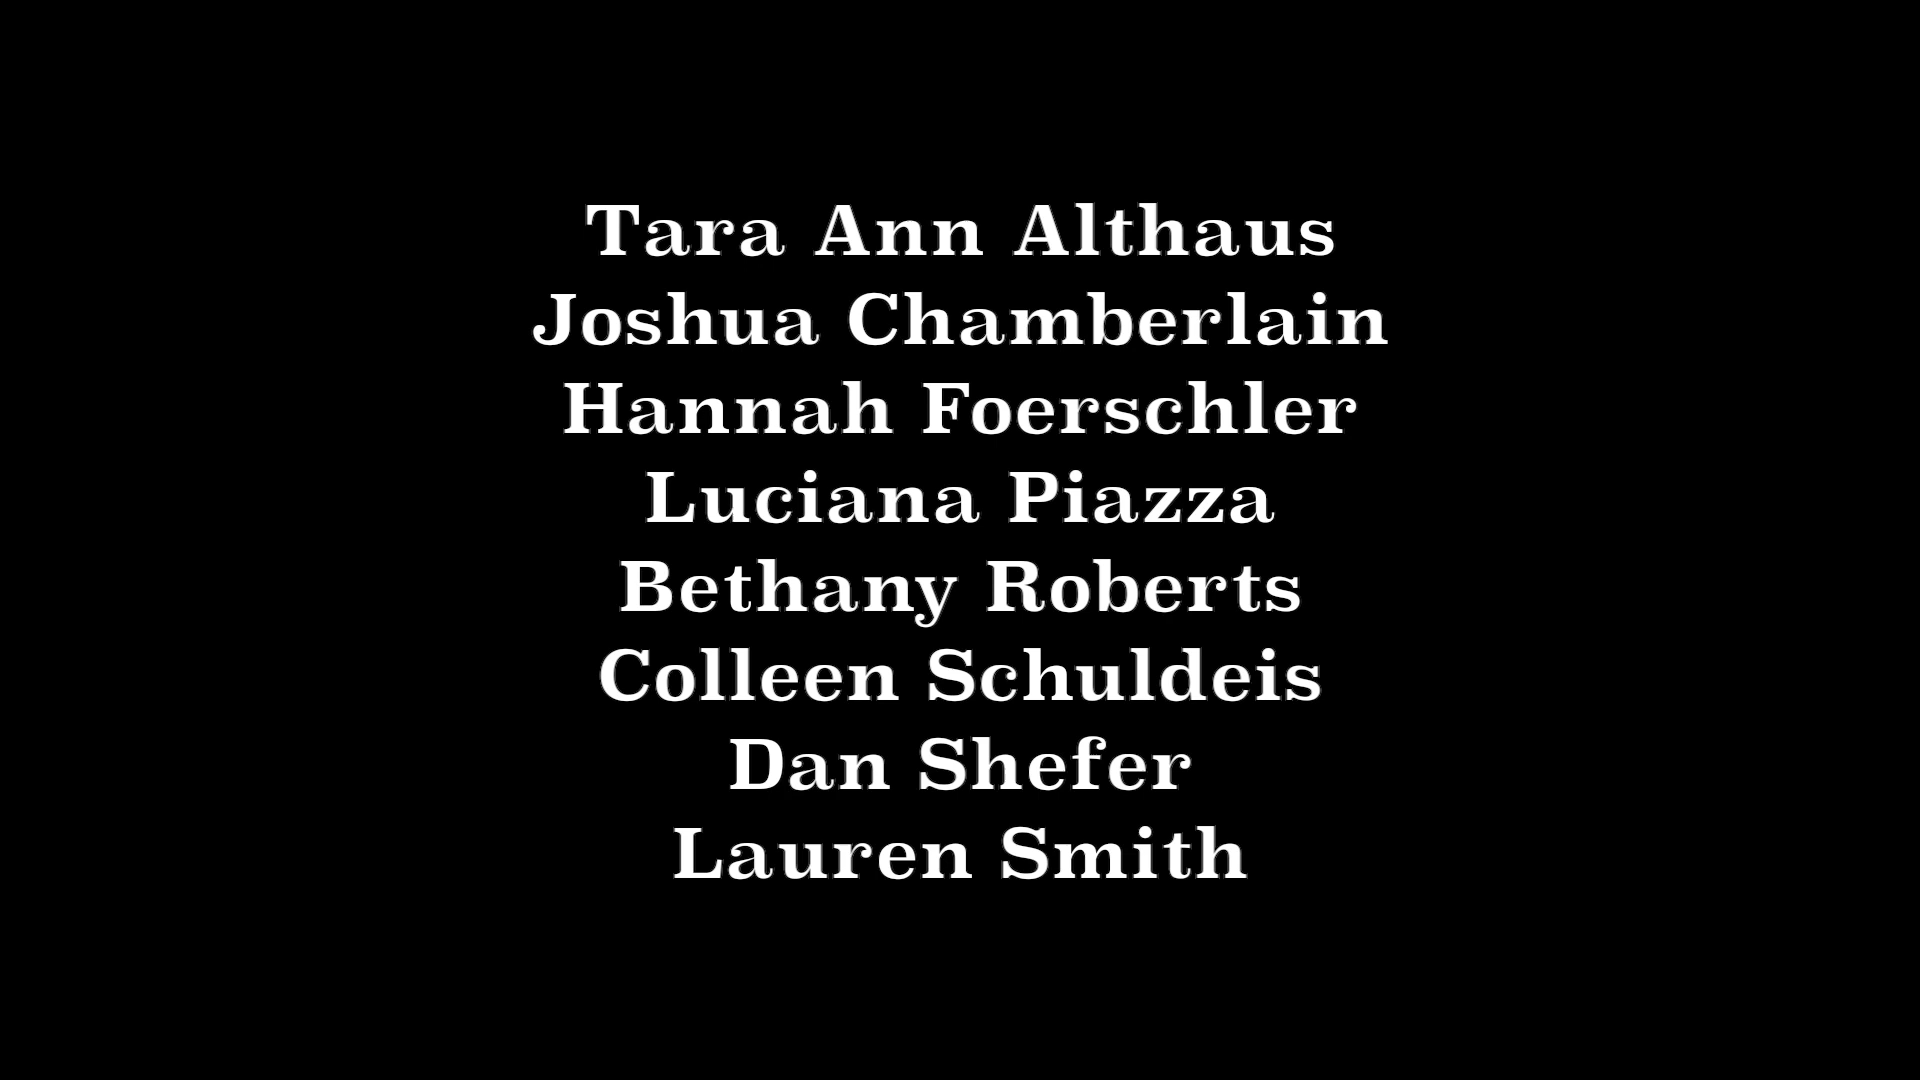 Tara Ann Althaus
Joshua Chamberlain
Hannah Foerschler
Luciana Piazza
Bethany Roberts
Colleen Schuldeis
Dan Shefer
Lauren Smith